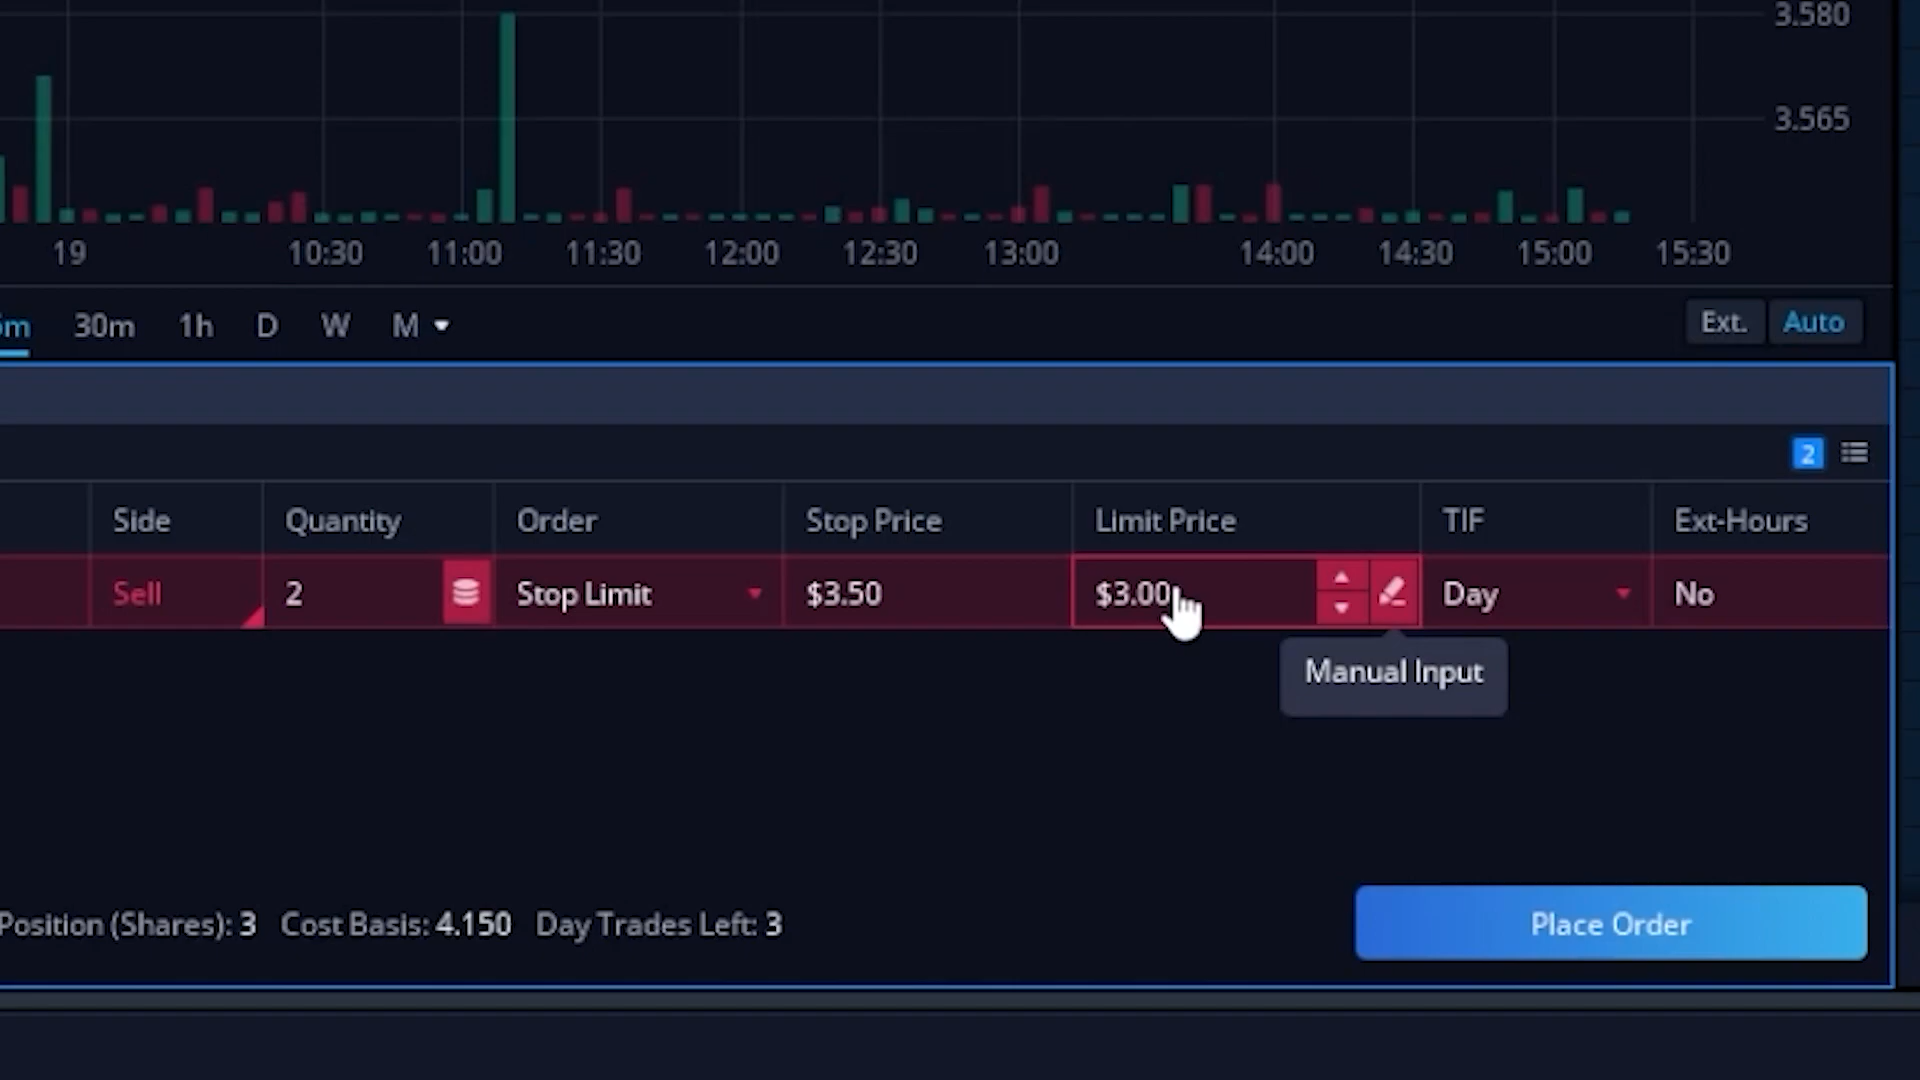 3.580
3.565
19 10:30 11:00 11:30 12:00 12:30 13:00 14:00 14:30 15:00 15:30
5m 30m 1h D W M Ext. Auto
2
Side Quantity Order Stop Price Limit Price TIF Ext-Hours
Sell 2 Stop Limit $3.50 $3.00 Day No
Manual Input
Position (Shares): 3 Cost Basis: 4.150 Day Trades Left: 3 Place Order